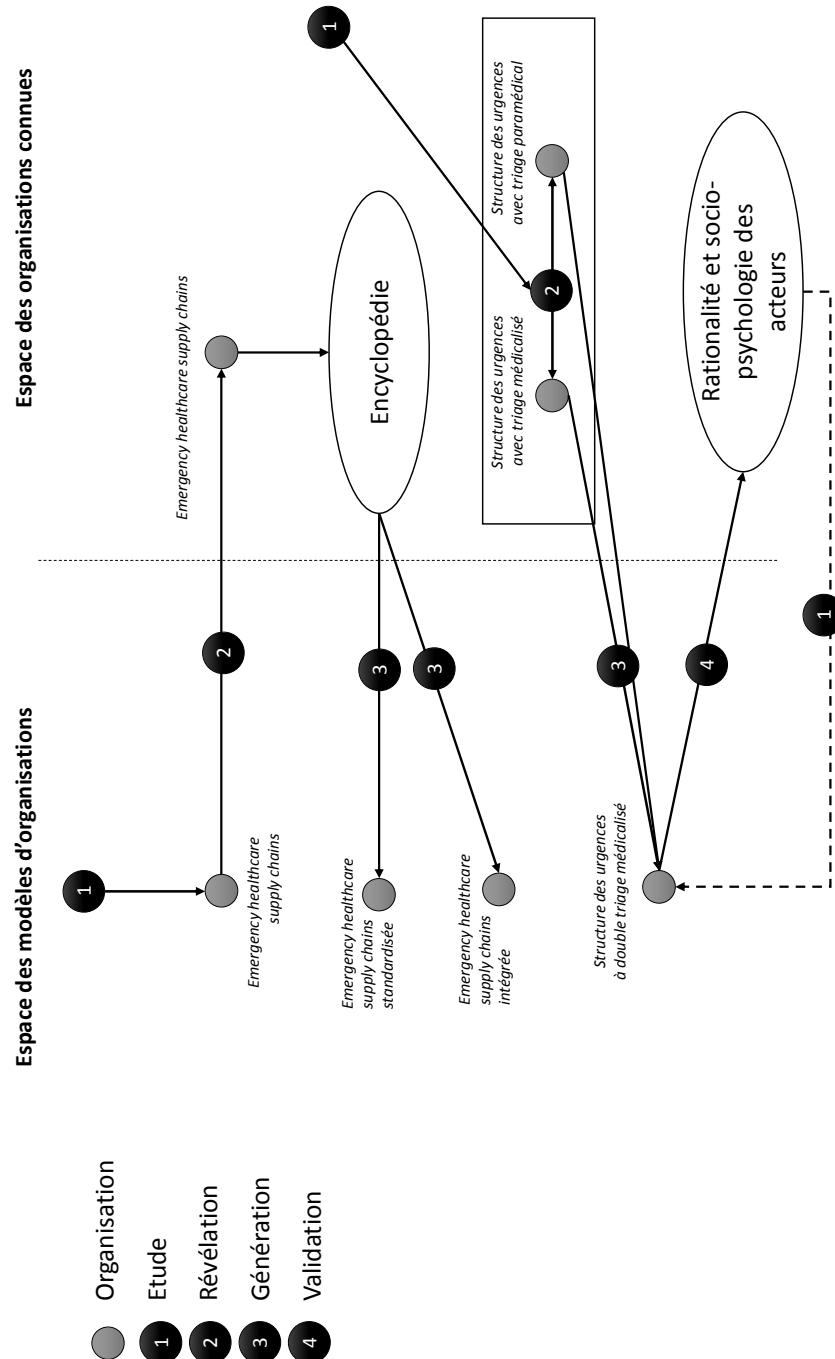 Espace des modèles d'organisations
Espace des organisations connues
1
Emergency healthcare
supply chains
2
Emergency healthcare supply chains
Encyclopédie
3
3
Emergency healthcare
supply chains
standardisée
Emergency healthcare
supply chains
intégrée
1
Structure des urgences
avec triage médicalisé
2
Structure des urgences
avec triage paramédical
3
Structure des urgences
à double triage médicalisé
4
Rationalité et socio-
psychologie des
acteurs
1
Organisation
1 Etude
2 Révélation
3 Génération
4 Validation